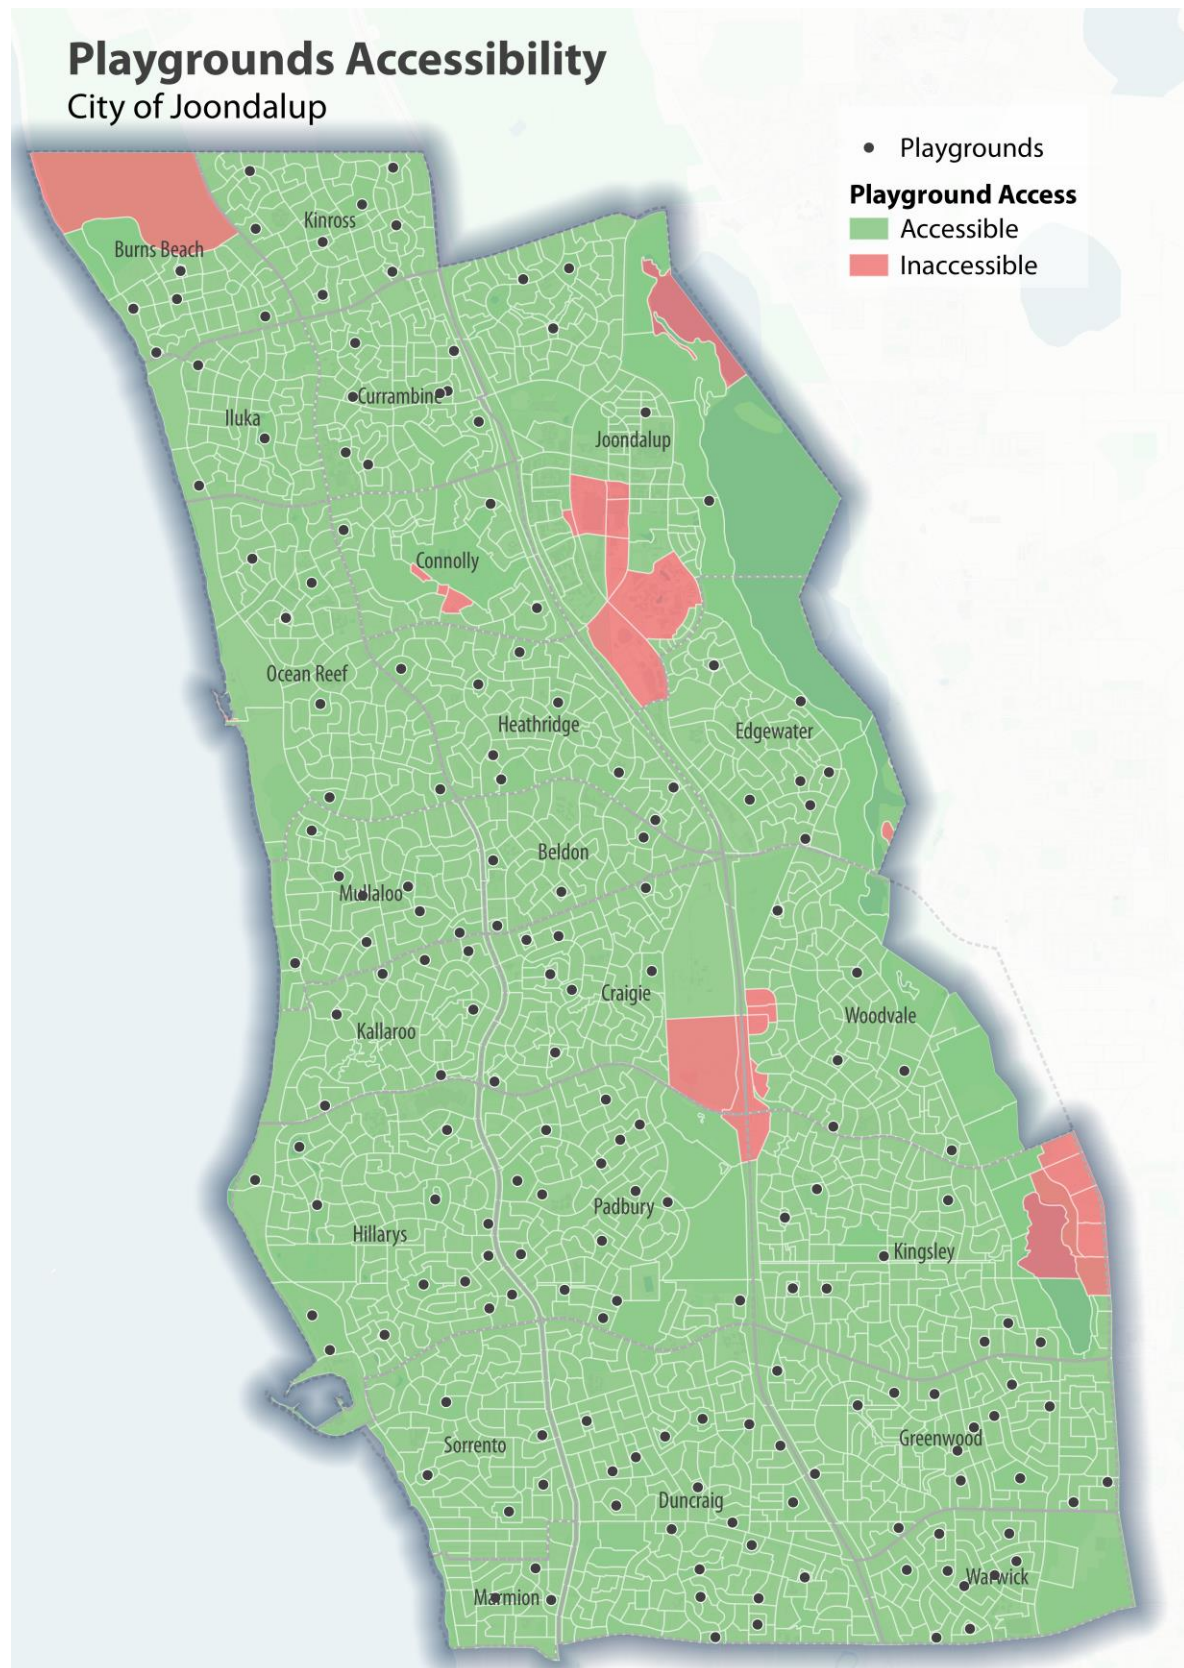 Playgrounds Accessibility
City of Joondalup
Playgrounds
Playground Access
Accessible
Inaccessible
Kinross
Burns Beach
Currambine
Iluka
Joondalup
Connolly
Ocean Reef
Heathridge
Edgewater
Beldon
Mullaloo
Craigie
Woodvale
Kallaroo
Padbury
Hillarys
Kingsley
Greenwood
Sorrento
Duncraig
Warwick
Marmion